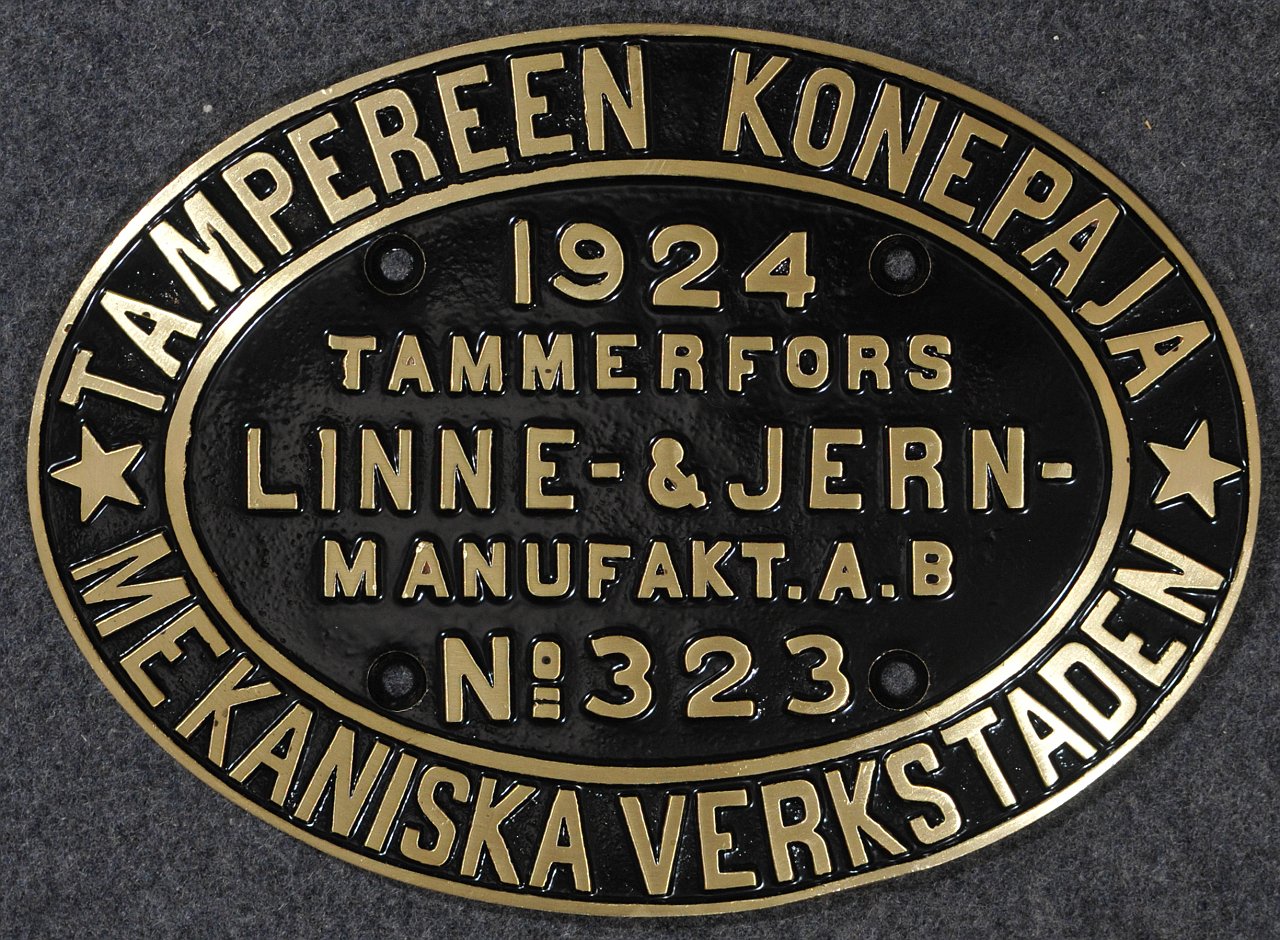 TAMPEREEN KONEPAJA
1924
TAMMERFORS
LINNE-&JERN-
MANUFAKT.A.B
No 323
MEKANISKA VERKSTADEN